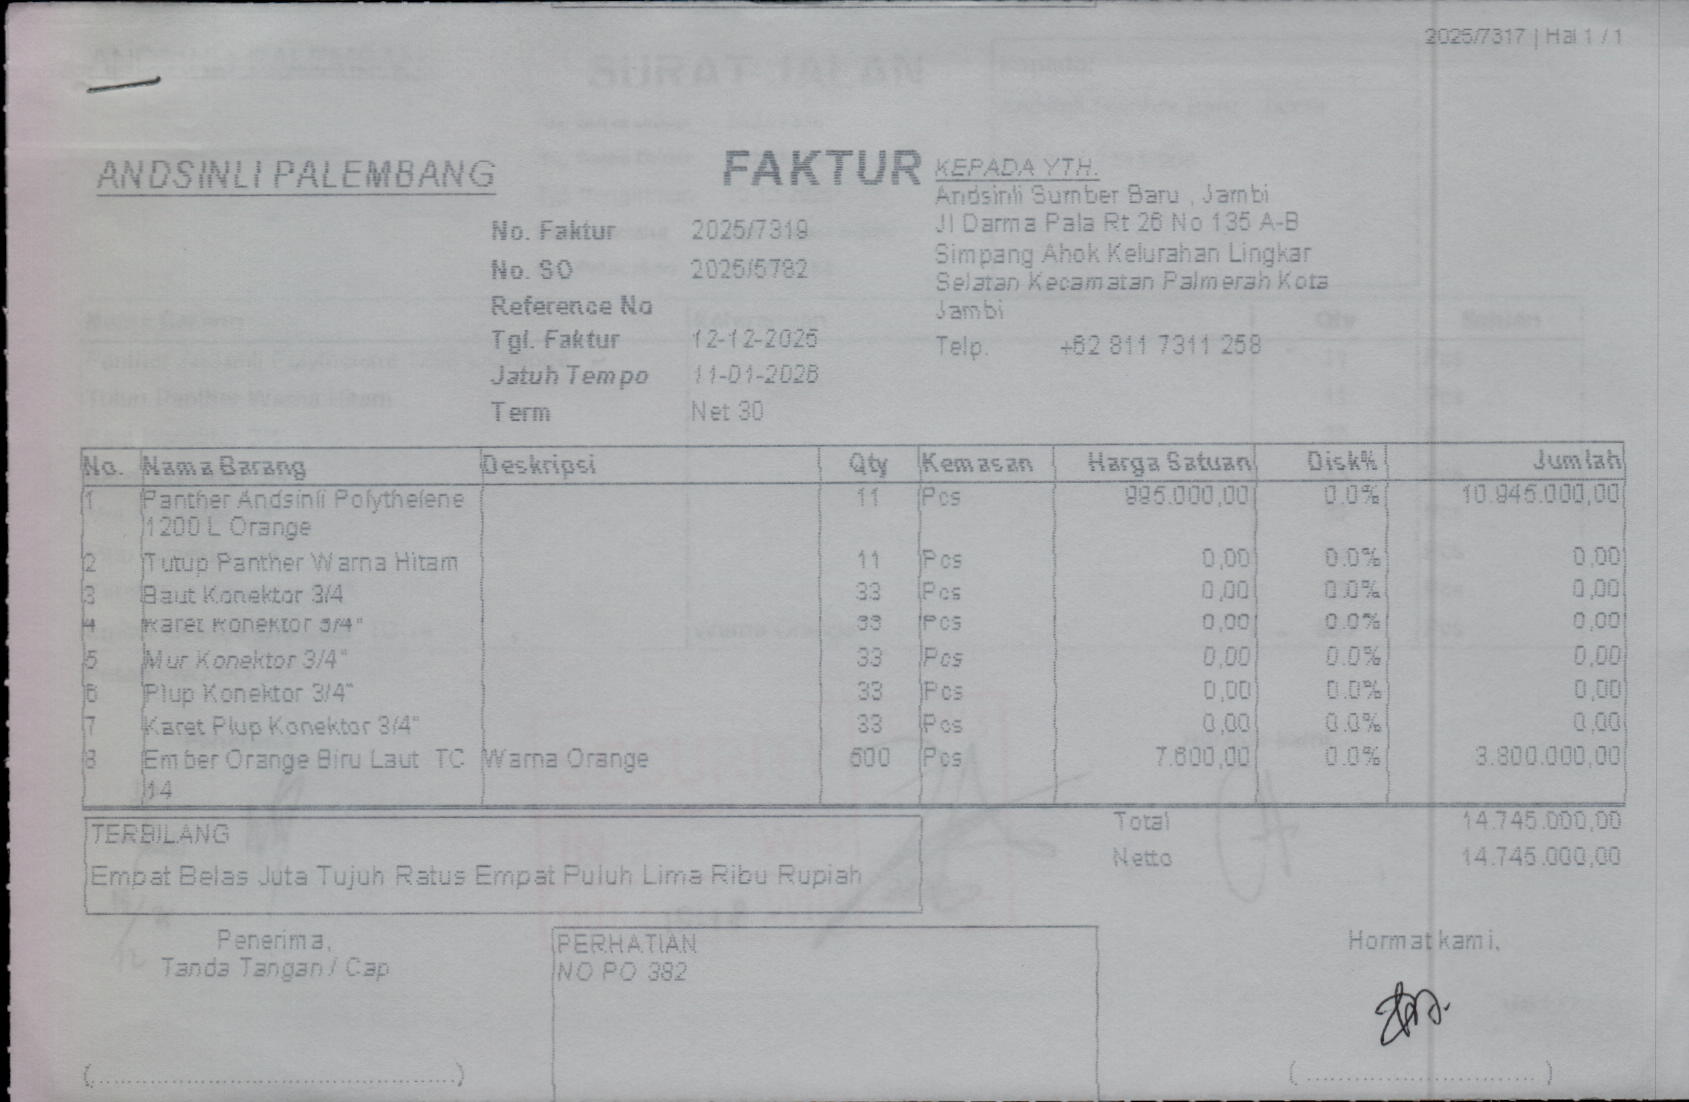 2025/7317 | Hal 1 / 1
ANDSINLI PALEMBANG
FAKTUR
KEPADA YTH.
Andsinli Sumber Baru , Jambi
Jl Darma Pala Rt 26 No 135 A-B
Simpang Ahok Kelurahan Lingkar
Selatan Kecamatan Palmerah Kota
Jambi
Telp. +62 811 7311 258
No. Faktur 2025/7319
No. SO 2025/5782
Reference No
Tgl. Faktur 12-12-2025
Jatuh Tempo 11-01-2026
Term Net 30
No. Nama Barang Deskripsi Qty Kemasan Harga Satuan Disk% Jumlah
1 Panther Andsinli Polythelene 11 Pcs 995.000,00 0.0% 10.945.000,00
1200 L Orange
2 Tutup Panther Warna Hitam 11 Pcs 0,00 0.0% 0,00
3 Baut Konektor 3/4 33 Pcs 0,00 0.0% 0,00
4 Karet Konektor 3/4" 33 Pcs 0,00 0.0% 0,00
5 Mur Konektor 3/4" 33 Pcs 0,00 0.0% 0,00
6 Plup Konektor 3/4" 33 Pcs 0,00 0.0% 0,00
7 Karet Plup Konektor 3/4" 33 Pcs 0,00 0.0% 0,00
8 Ember Orange Biru Laut TC Warna Orange 500 Pcs 7.600,00 0.0% 3.800.000,00
14
Total 14.745.000,00
Netto 14.745.000,00
TERBILANG
Empat Belas Juta Tujuh Ratus Empat Puluh Lima Ribu Rupiah
Penerima,
Tanda Tangan / Cap
PERHATIAN
NO PO 382
Hormat kami,
(..............................................)
( ............................. )